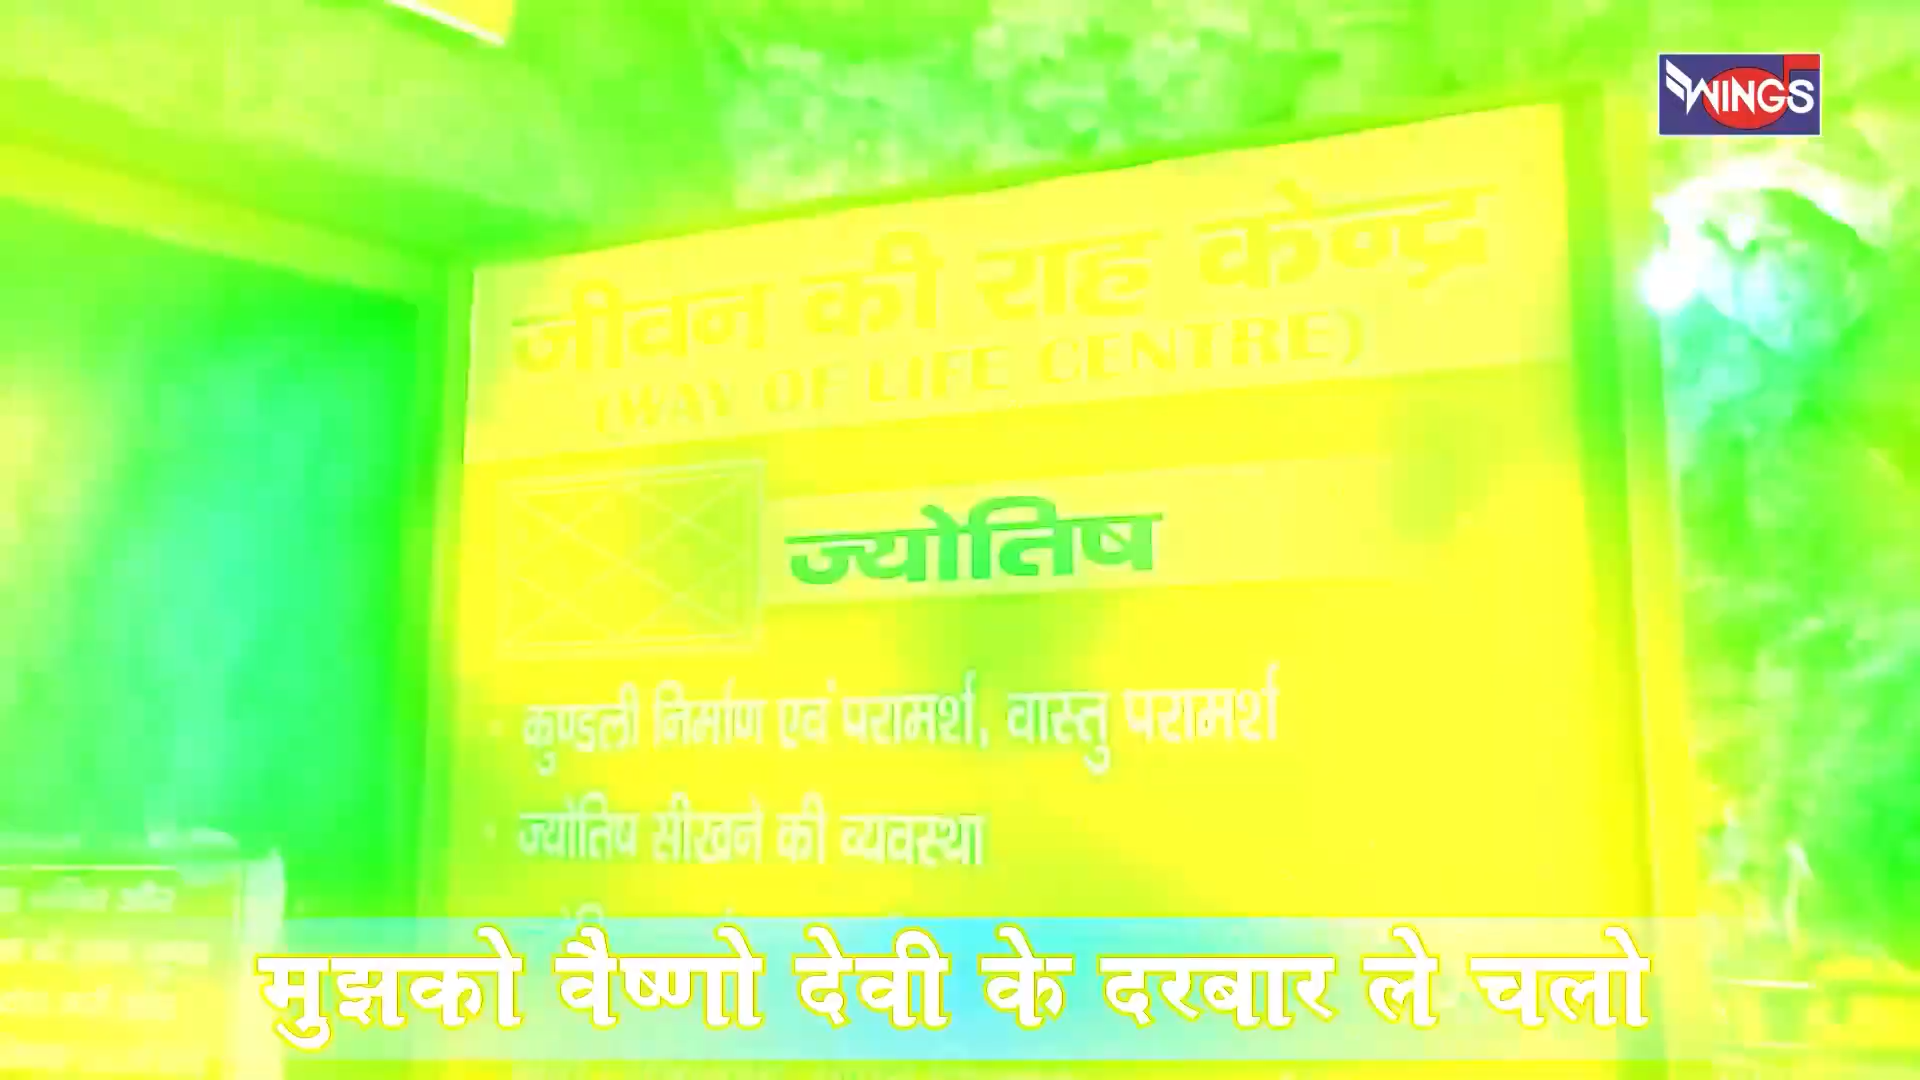 WINGS
जीवन की राह केन्द्र
(WAY OF LIFE CENTRE)
ज्योतिष
कुण्डली निर्माण एवं परामर्श, वास्तु परामर्श
ज्योतिष सीखने की व्यवस्था
मुझको वैष्णो देवी के दरबार ले चलो